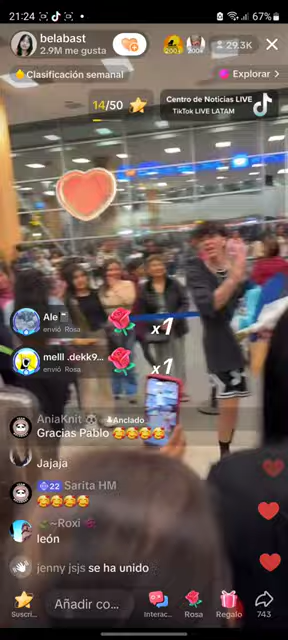 21:24
67%
belabast
2.9M me gusta
29.3K
Clasificación semanal
Explorar >
14/50
Centro de Noticias LIVE
TikTok LIVE LATAM
Ale
envió Rosa
x1
melll .dekk9...
envió Rosa
x1
AniaKnit 🐼 Anclado
Gracias Pablo 🥰🥰🥰🥰
Jajaja
22 Sarita HM
🥰🥰🥰🥰
~Roxi
león
jenny jsjs se ha unido
Suscri...
Añadir co...
Interac...
Rosa
Regalo
743